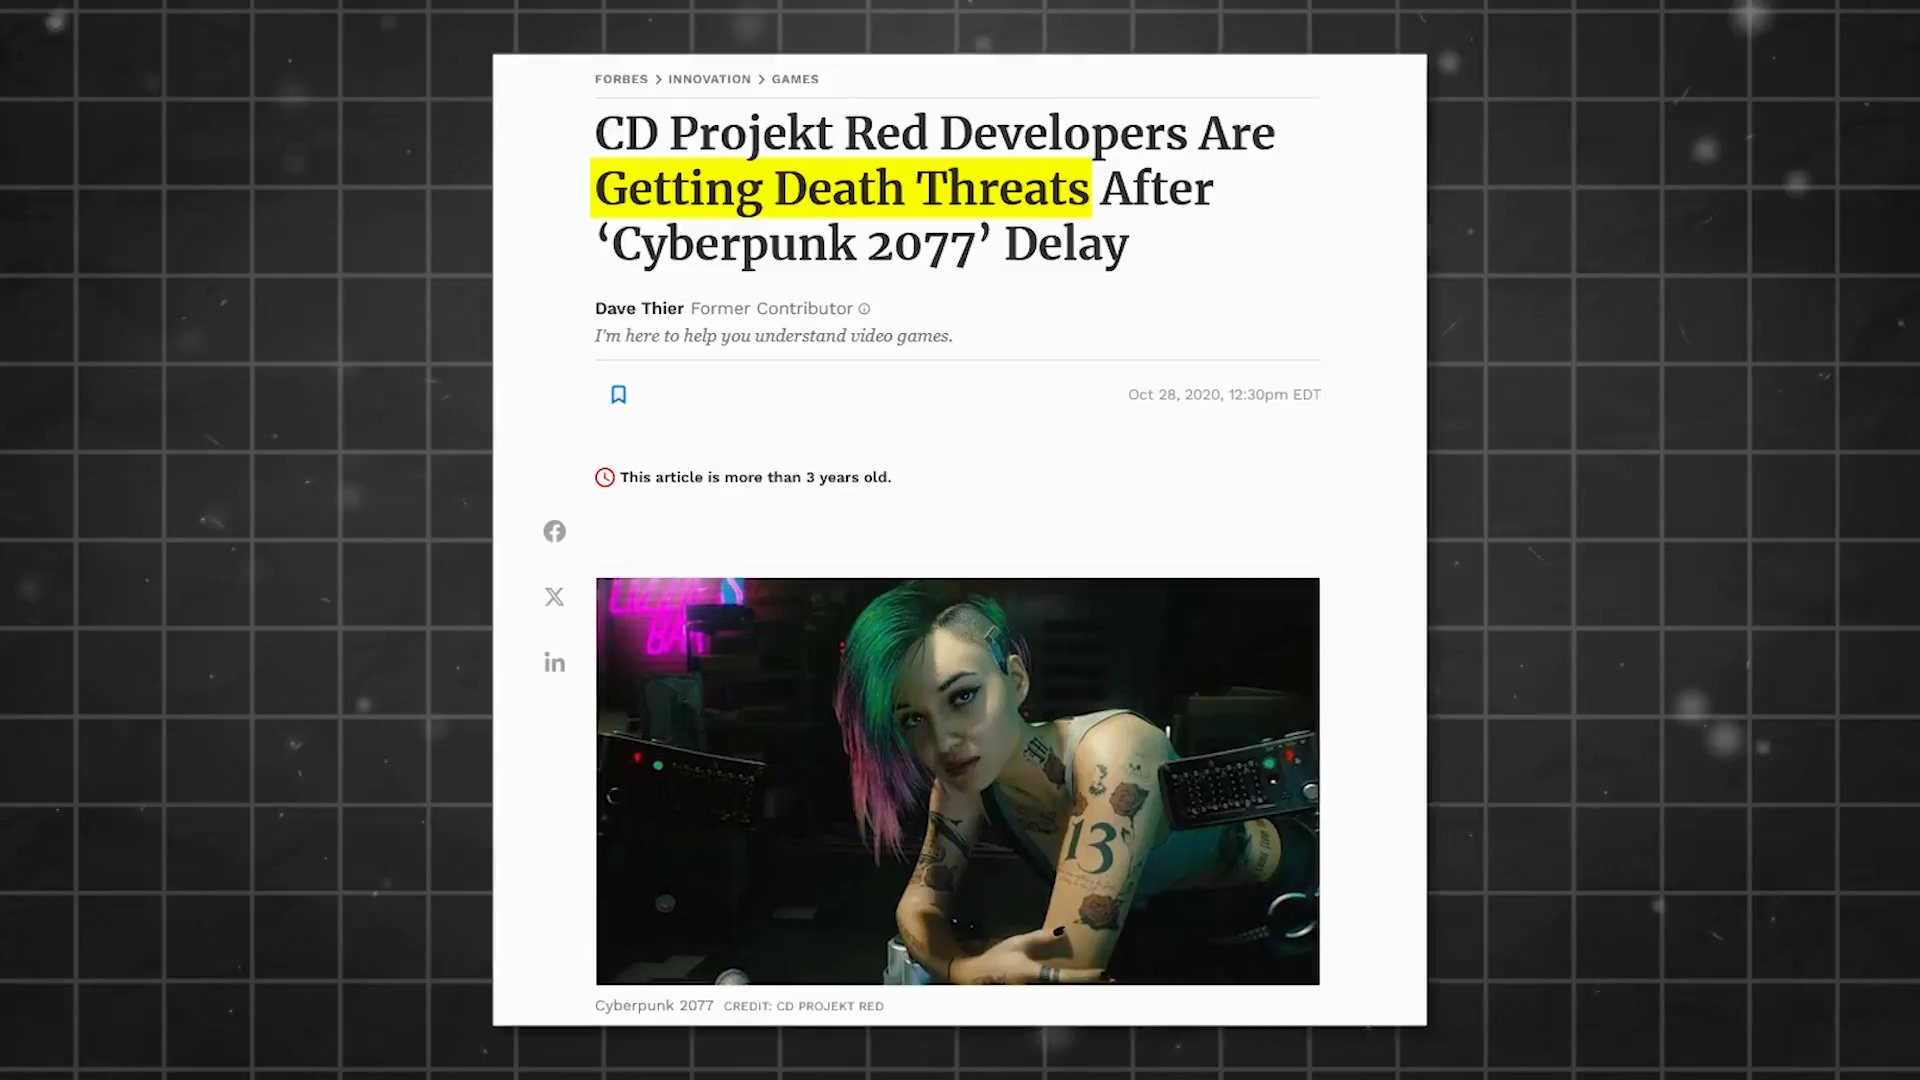 FORBES > INNOVATION > GAMES
CD Projekt Red Developers Are
Getting Death Threats After
‘Cyberpunk 2077’ Delay
Dave Thier Former Contributor
I'm here to help you understand video games.
Oct 28, 2020, 12:30pm EDT
This article is more than 3 years old.
BAR
13
Cyberpunk 2077 CREDIT: CD PROJEKT RED